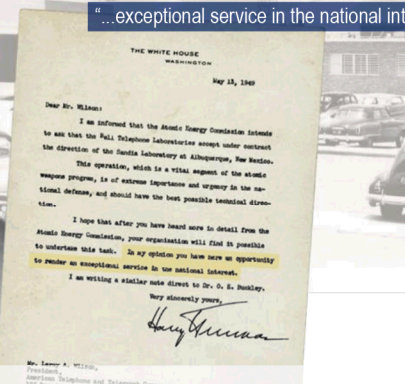 “...exceptional service in the national int
THE WHITE HOUSE
WASHINGTON
May 13, 1949
Dear Mr. Wilson:
I am informed that the Atomic Energy Commission intends
to ask that the Bell Telephone Laboratories accept under contract
the direction of the Sandia Laboratory at Albuquerque, New Mexico.
This operation, which is a vital segment of the atomic
weapons program, is of extreme importance and urgency in the na-
tional defense, and should have the best possible technical direc-
tion.
I hope that after you have heard more in detail from the
Atomic Energy Commission, your organization will find it possible
to undertake this task. In my opinion you have here an opportunity
to render an exceptional service in the national interest.
I am writing a similar note direct to Dr. O. E. Buckley.
Very sincerely yours,
Harry Truman
Mr. Leroy A. Wilson,
President,
American Telephone and Telegraph